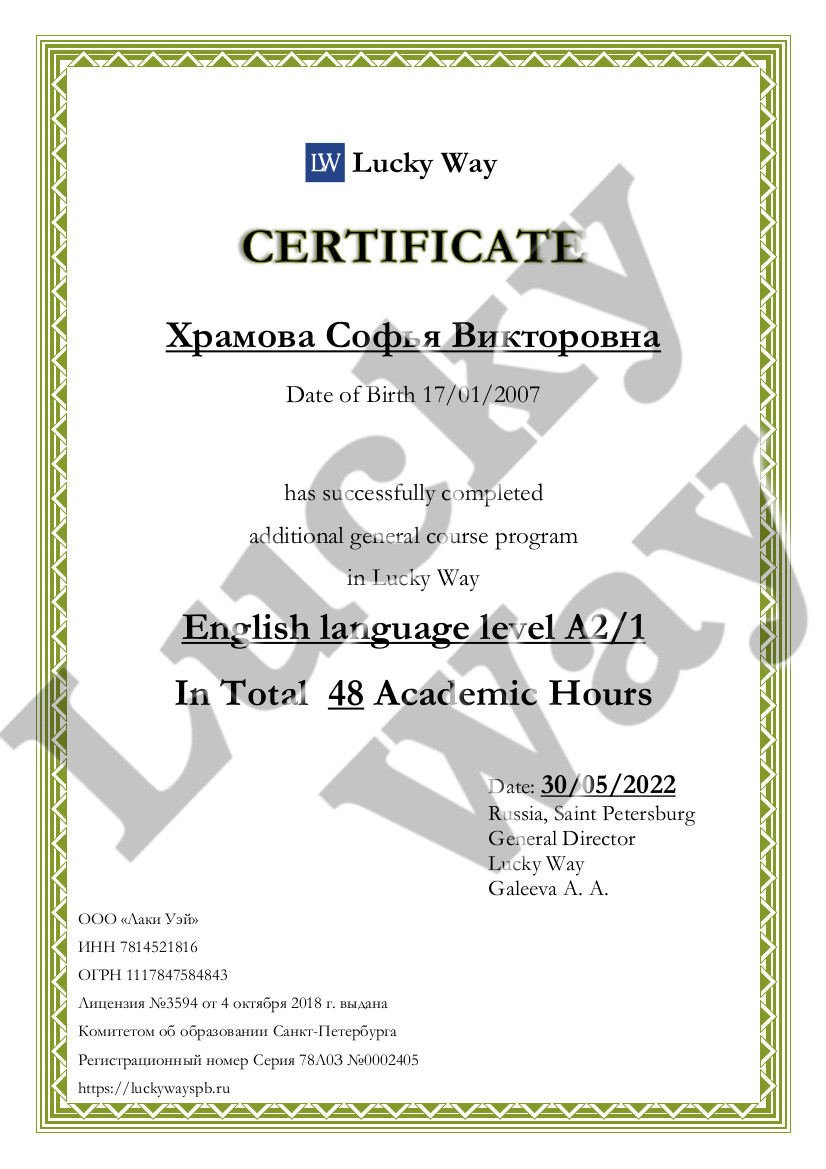 LW Lucky Way
CERTIFICATE
Храмова Софья Викторовна
Date of Birth 17/01/2007
has successfully completed
additional general course program
in Lucky Way
English language level A2/1
In Total 48 Academic Hours
Date: 30/05/2022
Russia, Saint Petersburg
General Director
Lucky Way
Galeeva A. A.
ООО «Лаки Уэй»
ИНН 7814521816
ОГРН 1117847584843
Лицензия №3594 от 4 октября 2018 г. выдана
Комитетом об образовании Санкт-Петербурга
Регистрационный номер Серия 78Л03 №0002405
https://luckywayspb.ru
Lucky
Way